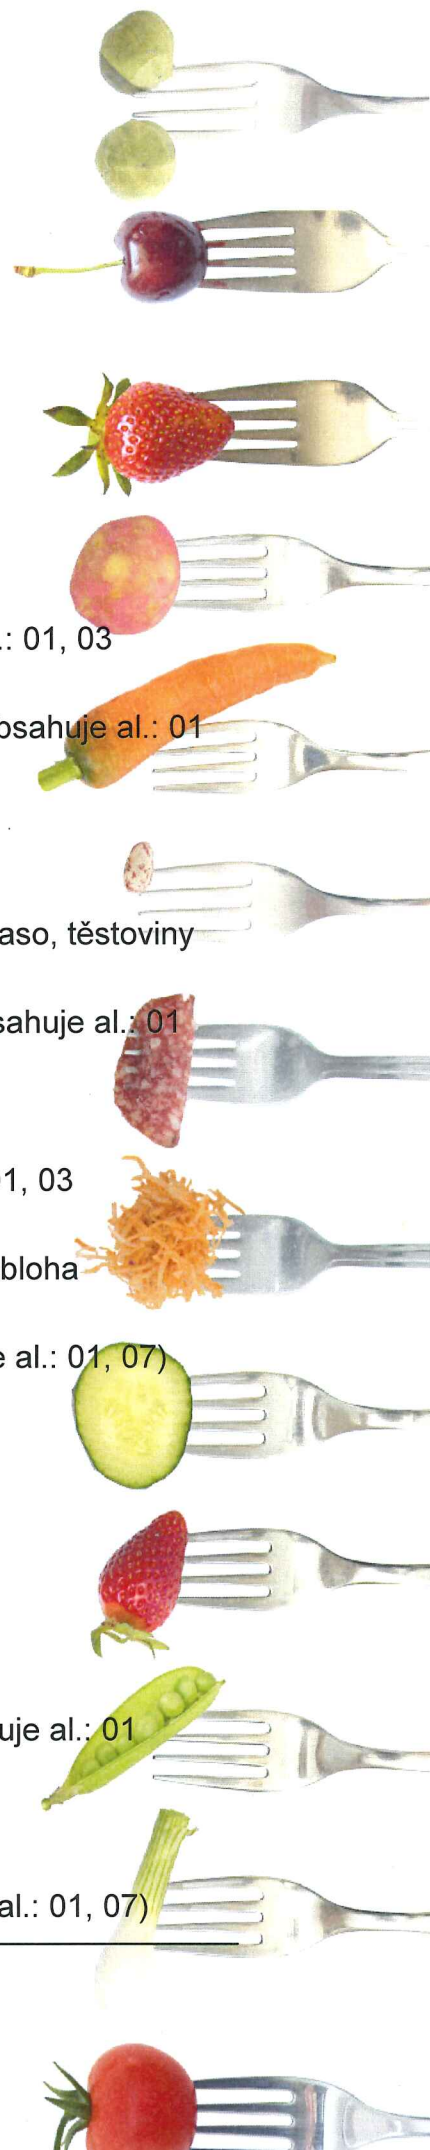 .: 01, 03
bsahuje al.: 01
aso, těstoviny
sahuje al.: 01
1, 03
bloha
e al.: 01, 07)
uje al.: 01
al.: 01, 07)